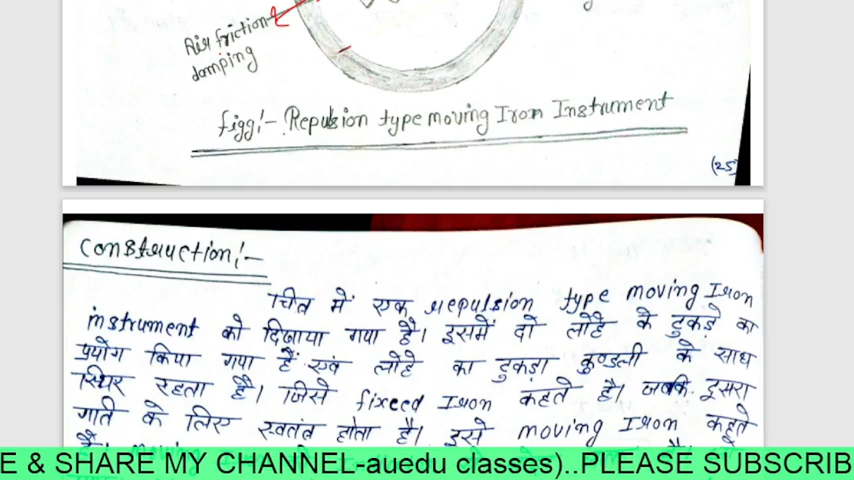 Air friction
damping
figg!- Repulsion type moving Iron Instrument
(25)
Construction!-
चित्र में एक repulsion type moving Iron
instrument को दिखाया गया है। इसमें दो लोहे के टुकड़े का
प्रयोग किया गया है एवं लोहे का टुकड़ा कुण्डली के साथ
स्थिर रहता है। जिसे fixed Iron कहते है। जबकि दूसरा
गति के लिए स्वतंत्र होता है। इसे moving Iron कहते
है।
E & SHARE MY CHANNEL-auedu classes)..PLEASE SUBSCRIB